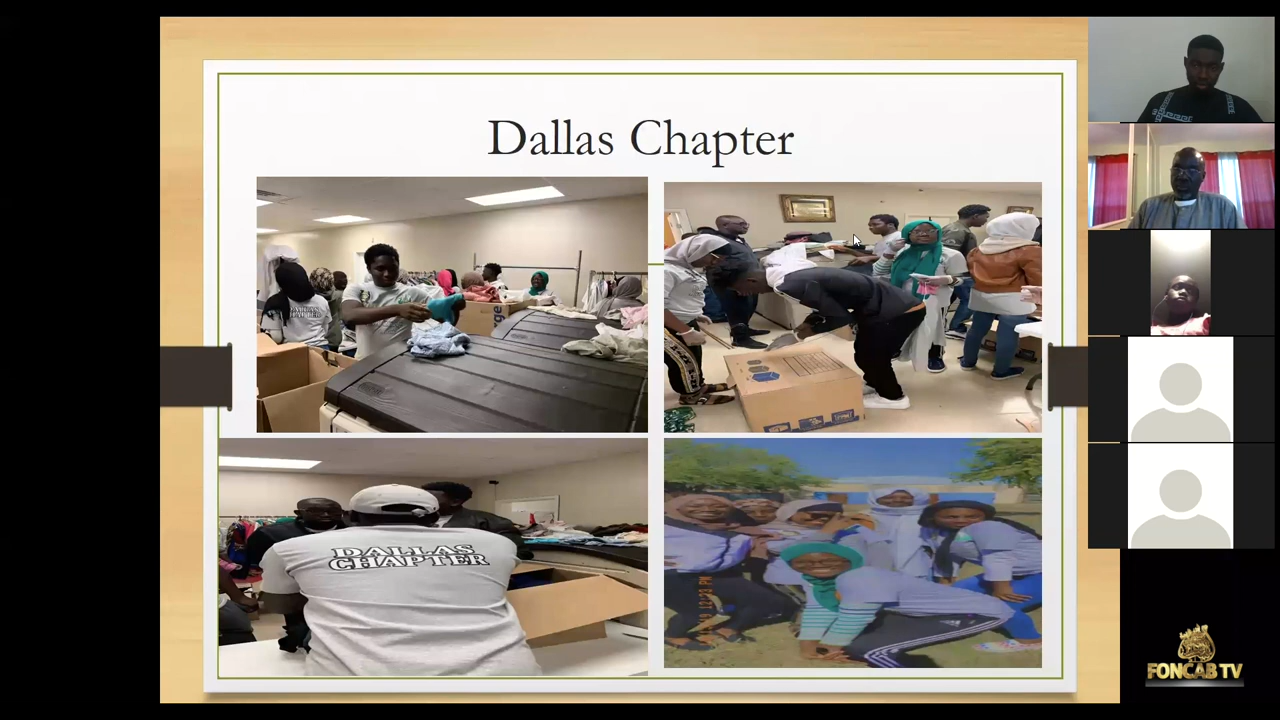 Dallas Chapter
DALLAS
CHAPTER
DALLAS
CHAPTER
FONCAB TV